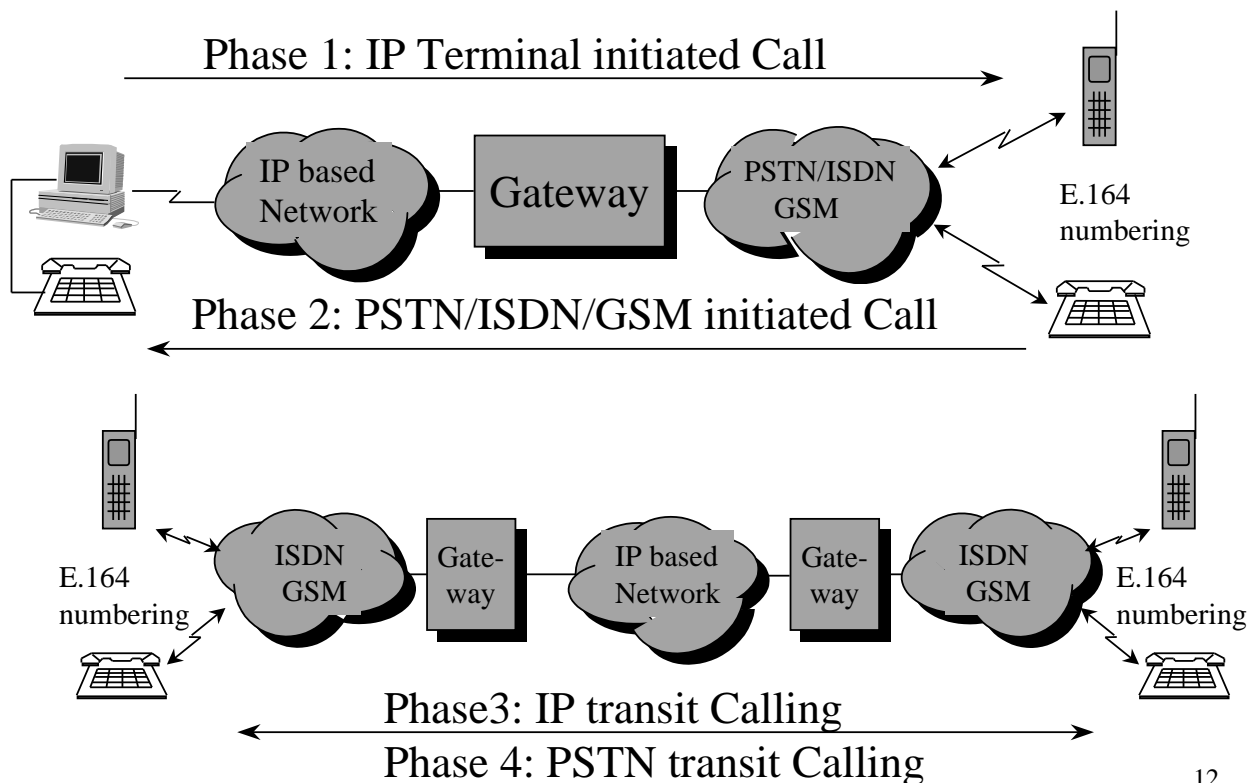 Phase 1: IP Terminal initiated Call
IP based
Network
Gateway
PSTN/ISDN
GSM
E.164
numbering
Phase 2: PSTN/ISDN/GSM initiated Call
E.164
numbering
ISDN
GSM
Gate-
way
IP based
Network
Gate-
way
ISDN
GSM
E.164
numbering
Phase3: IP transit Calling
Phase 4: PSTN transit Calling
12